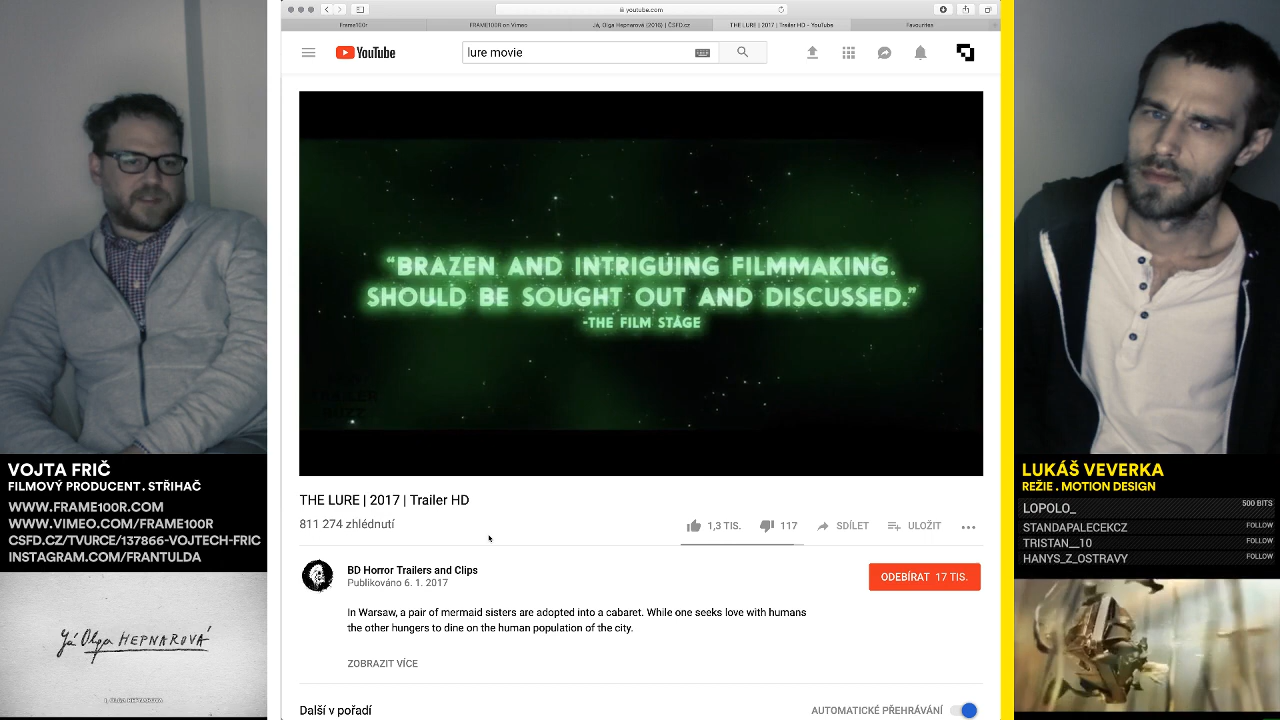 youtube.com
Frame100r
FRAME100R on Vimeo
Já, Olga Hepnarová (2016) | ČSFD.cz
THE LURE | 2017 | Trailer HD - YouTube
Favourites
YouTube
lure movie
"BRAZEN AND INTRIGUING FILMMAKING.
SHOULD BE SOUGHT OUT AND DISCUSSED."
-THE FILM STAGE
THE LURE | 2017 | Trailer HD
811 274 zhlédnutí
1,3 TIS.
117
SDÍLET
ULOŽIT
BD Horror Trailers and Clips
Publikováno 6. 1. 2017
ODEBÍRAT 17 TIS.
In Warsaw, a pair of mermaid sisters are adopted into a cabaret. While one seeks love with humans
the other hungers to dine on the human population of the city.
ZOBRAZIT VÍCE
Další v pořadí
AUTOMATICKÉ PŘEHRÁVÁNÍ
VOJTA FRIČ
FILMOVÝ PRODUCENT . STŘIHAČ
WWW.FRAME100R.COM
WWW.VIMEO.COM/FRAME100R
CSFD.CZ/TVURCE/137866-VOJTECH-FRIC
INSTAGRAM.COM/FRANTULDA
Já Olga HEPNAROVÁ
I, OLGA HEPNAROVA
LUKÁŠ VEVERKA
REŽIE . MOTION DESIGN
LOPOLO_ 500 BITS
STANDAPALECEKCZ FOLLOW
TRISTAN__10 FOLLOW
HANYS_Z_OSTRAVY FOLLOW